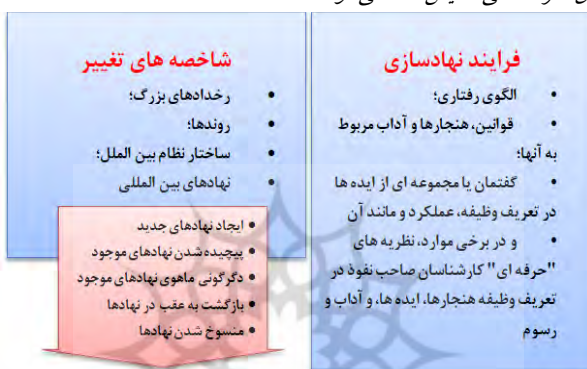 فرایند نهادسازی
• الگوی رفتاری؛
• قوانین، هنجارها و آداب مربوط
به آنها؛
• گفتمان یا مجموعه ای از ایده ها
در تعریف وظیفه، عملکرد و مانند آن
• و در برخی موارد، نظریه های
"حرفه ای" کارشناسان صاحب نفوذ در
تعریف وظیفه هنجارها، ایده ها، و آداب و
رسوم
شاخصه های تغییر
• رخدادهای بزرگ؛
• روندها؛
• ساختار نظام بین الملل؛
• نهادهای بین المللی
• ایجاد نهادهای جدید
• پیچیده شدن نهادهای موجود
• دگرگونی ماهوی نهادهای موجود
• بازگشت به عقب در نهادها
• منسوخ شدن نهادها